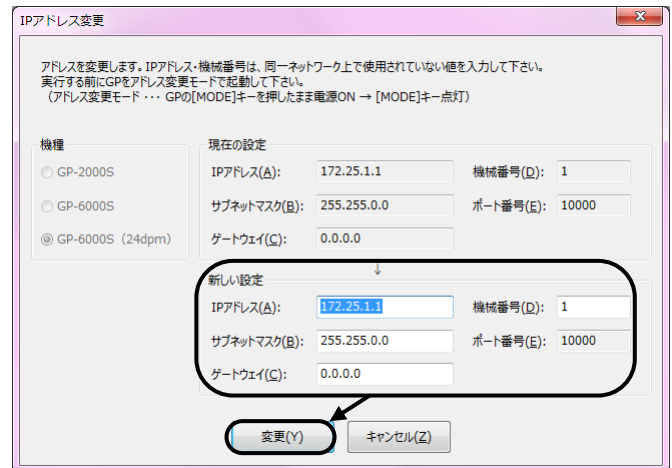 IPアドレス変更
アドレスを変更します。IPアドレス・機械番号は、同一ネットワーク上で使用されていない値を入力して下さい。
実行する前にGPをアドレス変更モードで起動して下さい。
（アドレス変更モード ・・・ GPの[MODE]キーを押したまま電源ON → [MODE]キー点灯）
機種
GP-2000S
GP-6000S
GP-6000S（24dpm）
現在の設定
IPアドレス(A): 172.25.1.1 機械番号(D): 1
サブネットマスク(B): 255.255.0.0 ポート番号(E): 10000
ゲートウェイ(C): 0.0.0.0
↓
新しい設定
IPアドレス(A): 172.25.1.1 機械番号(D): 1
サブネットマスク(B): 255.255.0.0 ポート番号(E): 10000
ゲートウェイ(C): 0.0.0.0
変更(Y) キャンセル(Z)